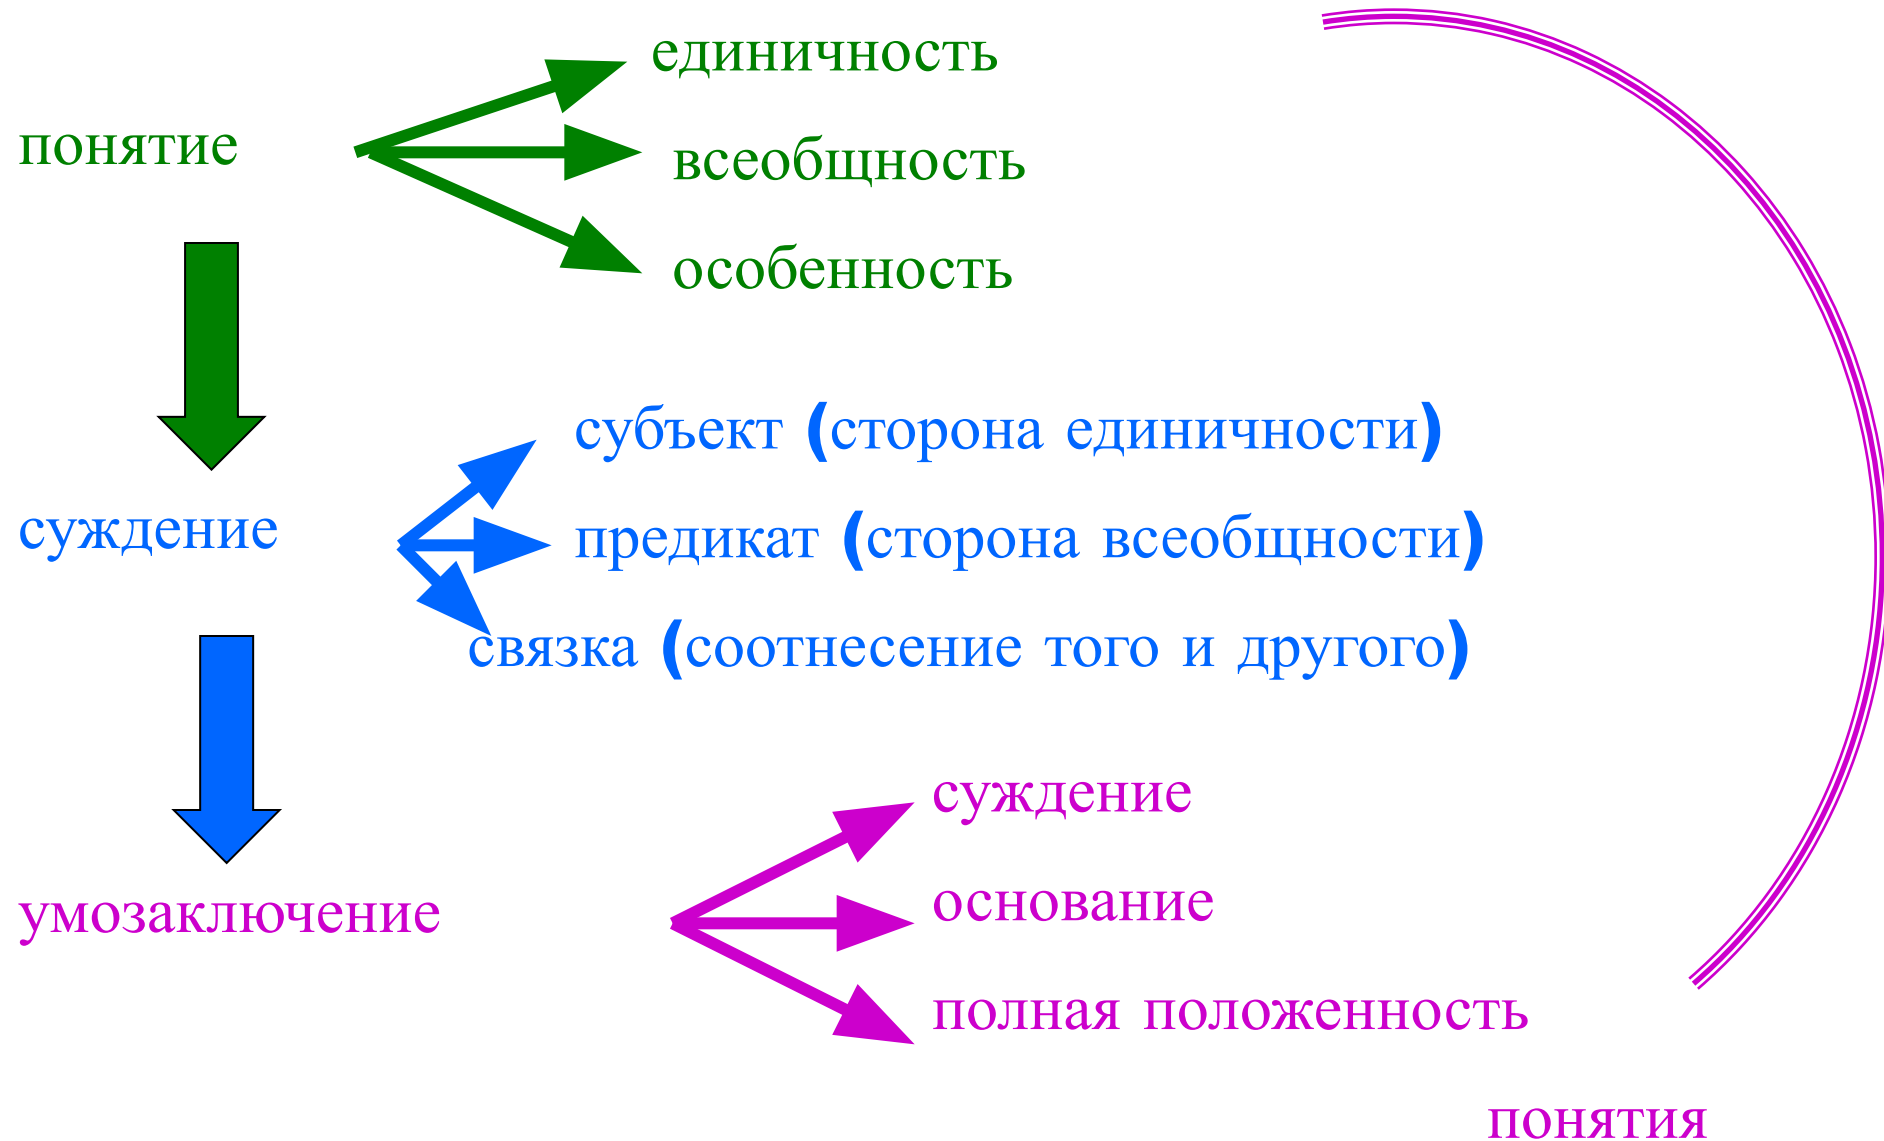 единичность
понятие
всеобщность
особенность
субъект (сторона единичности)
суждение
предикат (сторона всеобщности)
связка (соотнесение того и другого)
суждение
умозаключение
основание
полная положенность
понятия